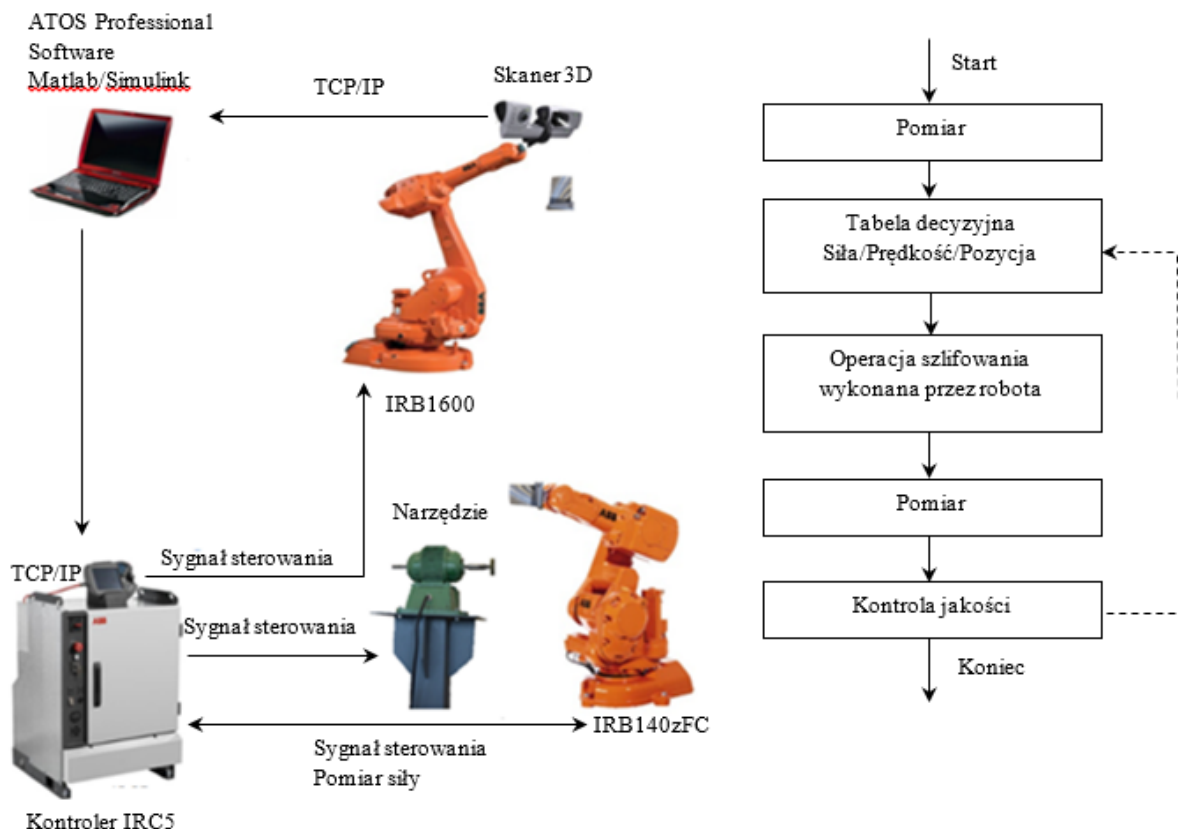 ATOS Professional
Software
Matlab/Simulink
TCP/IP
Skaner 3D
IRB1600
Narzędzie
TCP/IP
Sygnał sterowania
Sygnał sterowania
ABB
ABB
IRB140zFC
Sygnał sterowania
Pomiar siły
Kontroler IRC5
Start
Pomiar
Tabela decyzyjna
Siła/Prędkość/Pozycja
Operacja szlifowania
wykonana przez robota
Pomiar
Kontrola jakości
Koniec